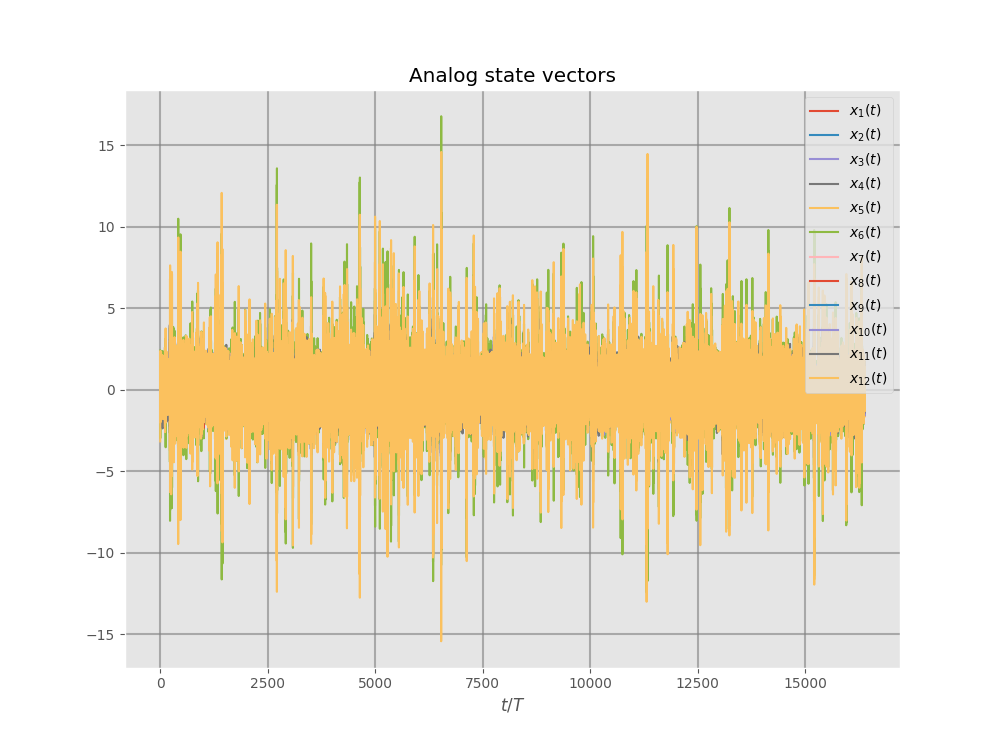 Analog state vectors
15
10
5
0
−5
−10
−15
0 2500 5000 7500 10000 12500 15000
t/T
x₁(t)
x₂(t)
x₃(t)
x₄(t)
x₅(t)
x₆(t)
x₇(t)
x₈(t)
x₉(t)
x₁₀(t)
x₁₁(t)
x₁₂(t)